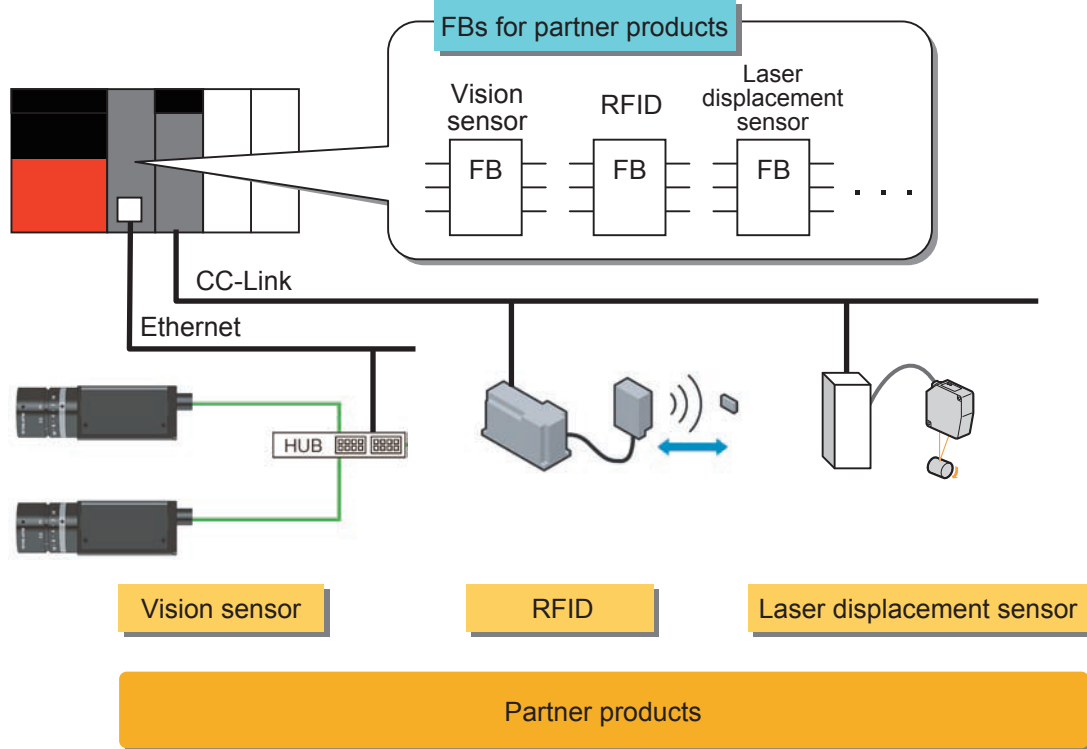 FBs for partner products
Vision
sensor
RFID
Laser
displacement
sensor
FB
FB
FB
. . .
CC-Link
Ethernet
HUB
Vision sensor
RFID
Laser displacement sensor
Partner products